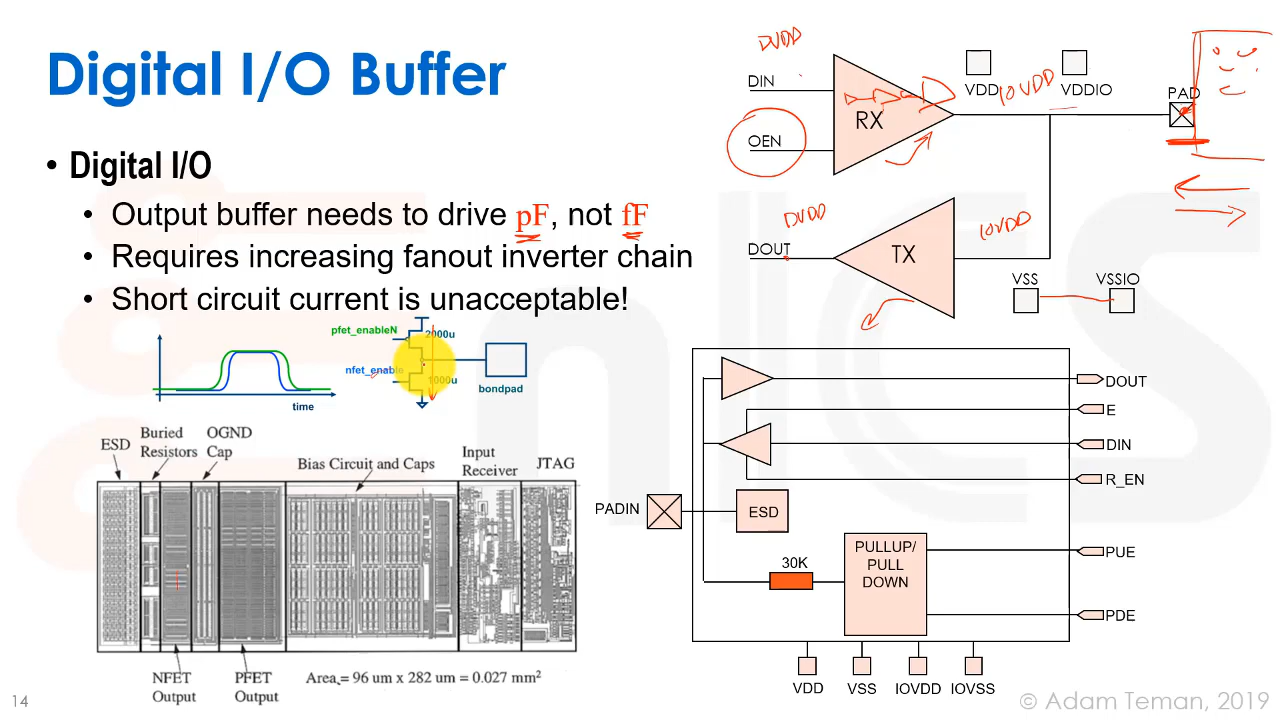 Digital I/O Buffer
• Digital I/O
• Output buffer needs to drive pF, not fF
• Requires increasing fanout inverter chain
• Short circuit current is unacceptable!
pfet_enableN
2000u
nfet_enable
1000u
bondpad
time
ESD
Buried
Resistors
OGND
Cap
Bias Circuit and Caps
Input
Receiver
JTAG
NFET
Output
PFET
Output
Area = 96 um x 282 um = 0.027 mm²
DVDD
DIN
OEN
RX
VDD
IOVDD
VDDIO
PAD
DVDD
DOUT
TX
IOVDD
VSS
VSSIO
DOUT
E
DIN
R_EN
PADIN
ESD
30K
PULLUP/
PULL
DOWN
PUE
PDE
VDD
VSS
IOVDD
IOVSS
14
© Adam Teman, 2019
nICS